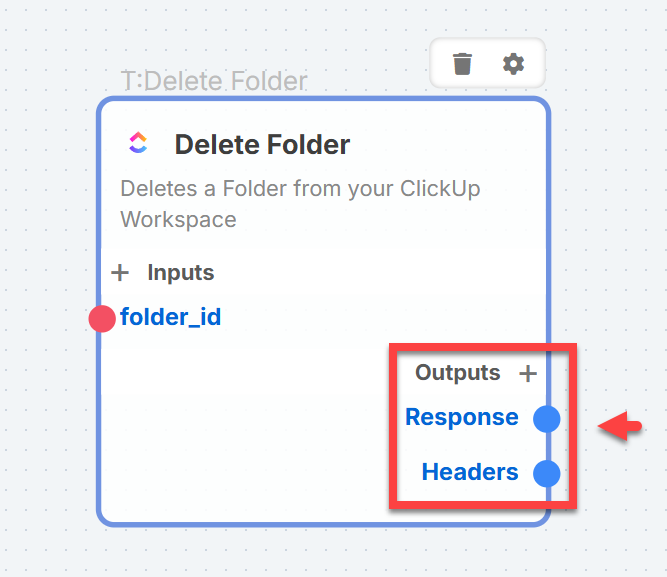 T:Delete Folder
Delete Folder
Deletes a Folder from your ClickUp
Workspace
+ Inputs
folder_id
Outputs +
Response
Headers